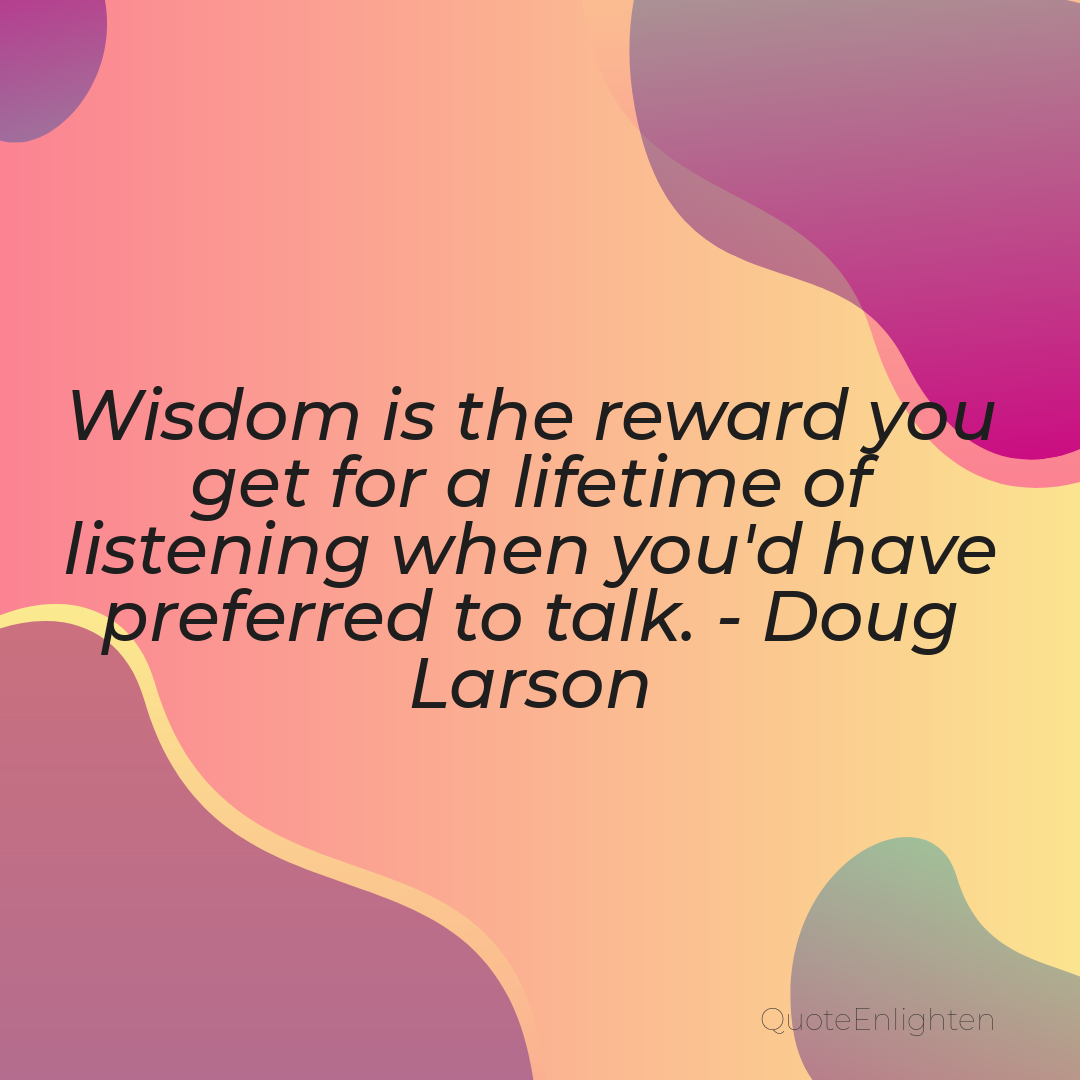 Wisdom is the reward you
get for a lifetime of
listening when you'd have
preferred to talk. - Doug
Larson
QuoteEnlighten